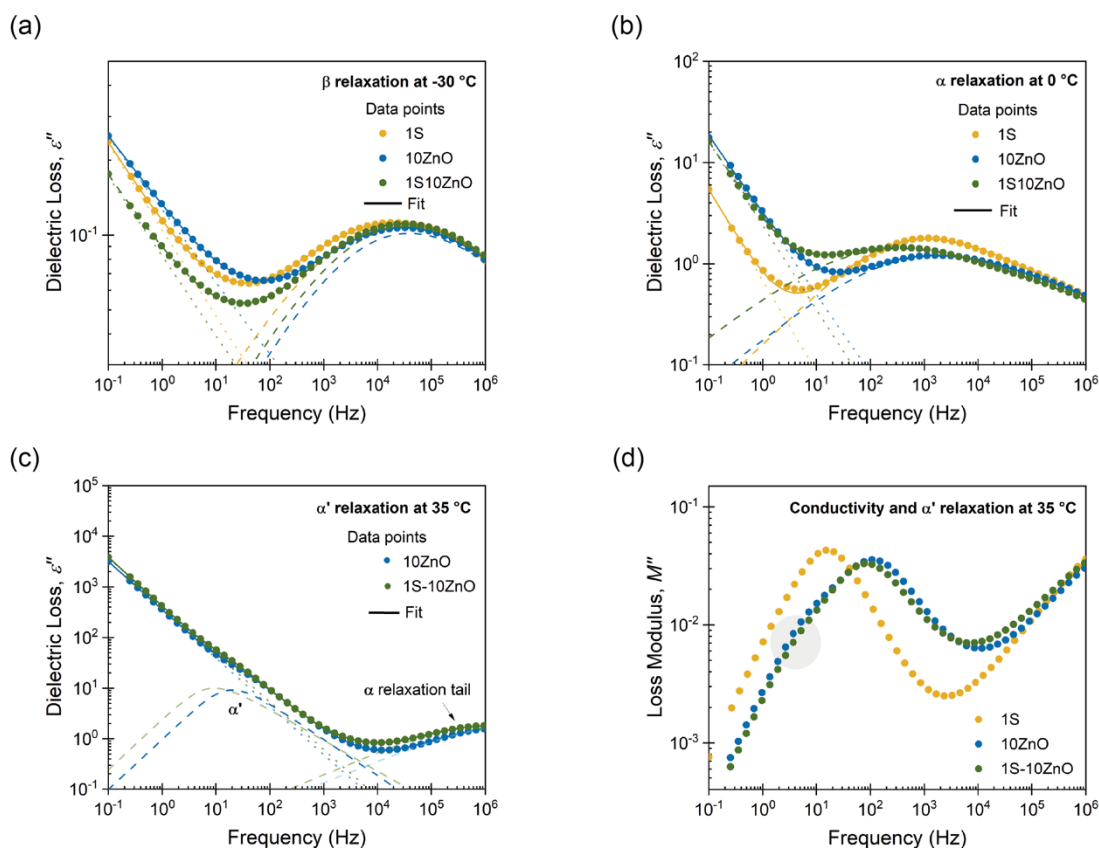 (a)
β relaxation at -30 °C
Data points
1S
10ZnO
1S10ZnO
Fit
Dielectric Loss, ε″
10⁻¹
10⁻¹ 10⁰ 10¹ 10² 10³ 10⁴ 10⁵ 10⁶
Frequency (Hz)
(b)
α relaxation at 0 °C
Data points
1S
10ZnO
1S10ZnO
Fit
Dielectric Loss, ε″
10²
10¹
10⁰
10⁻¹
10⁻¹ 10⁰ 10¹ 10² 10³ 10⁴ 10⁵ 10⁶
Frequency (Hz)
(c)
α' relaxation at 35 °C
Data points
10ZnO
1S-10ZnO
Fit
α relaxation tail
α'
Dielectric Loss, ε″
10⁵
10⁴
10³
10²
10¹
10⁰
10⁻¹
10⁻¹ 10⁰ 10¹ 10² 10³ 10⁴ 10⁵ 10⁶
Frequency (Hz)
(d)
Conductivity and α' relaxation at 35 °C
Loss Modulus, M″
10⁻¹
10⁻²
10⁻³
1S
10ZnO
1S-10ZnO
10⁻¹ 10⁰ 10¹ 10² 10³ 10⁴ 10⁵ 10⁶
Frequency (Hz)